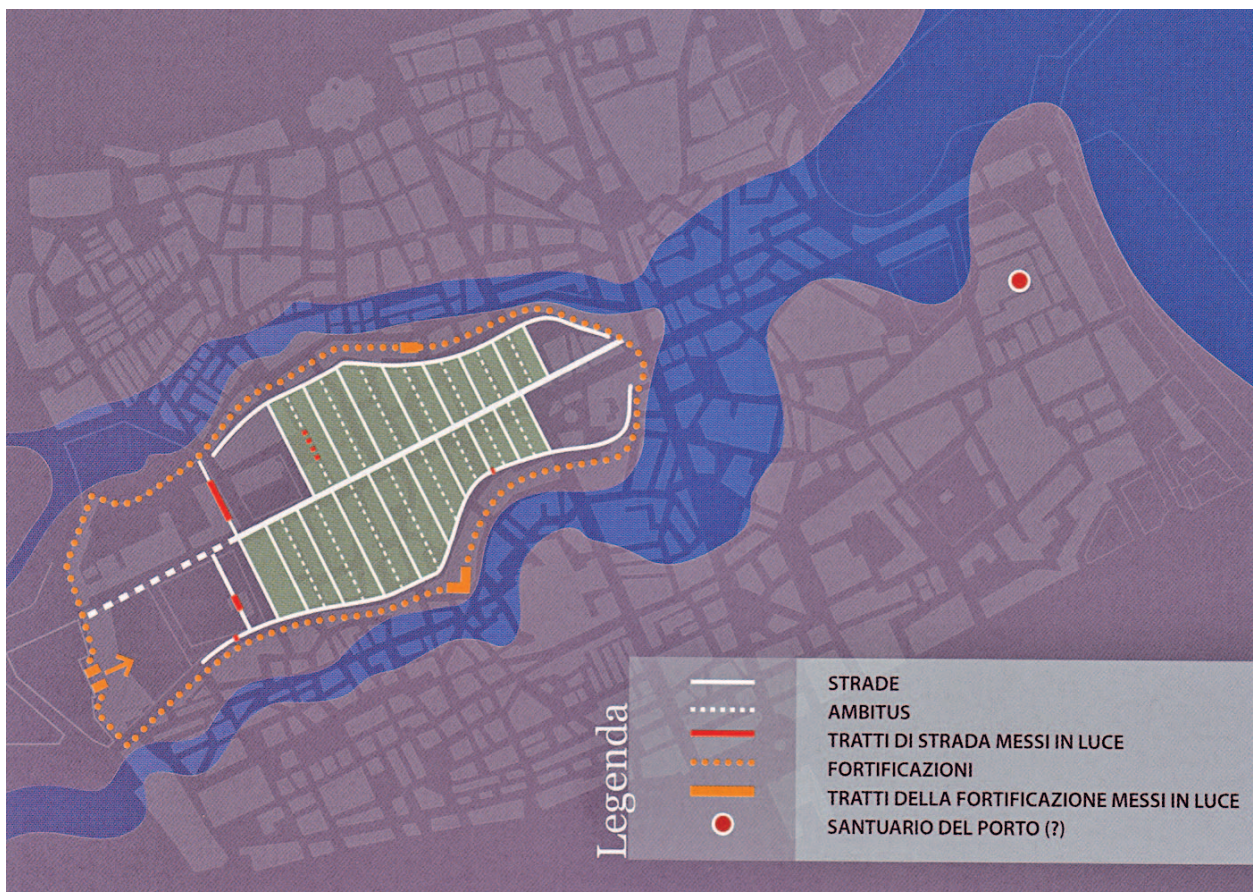 Legenda
STRADE
AMBITUS
TRATTI DI STRADA MESSI IN LUCE
FORTIFICAZIONI
TRATTI DELLA FORTIFICAZIONE MESSI IN LUCE
SANTUARIO DEL PORTO (?)